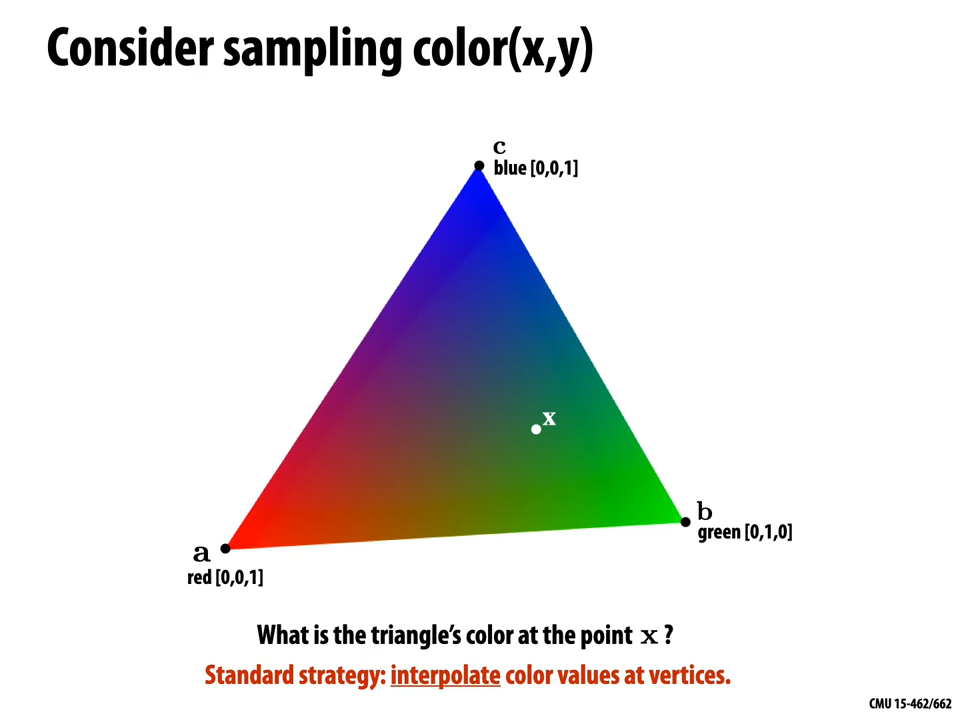 Consider sampling color(x,y)
c
blue [0,0,1]
x
b
green [0,1,0]
a
red [0,0,1]
What is the triangle's color at the point x ?
Standard strategy: interpolate color values at vertices.
CMU 15-462/662